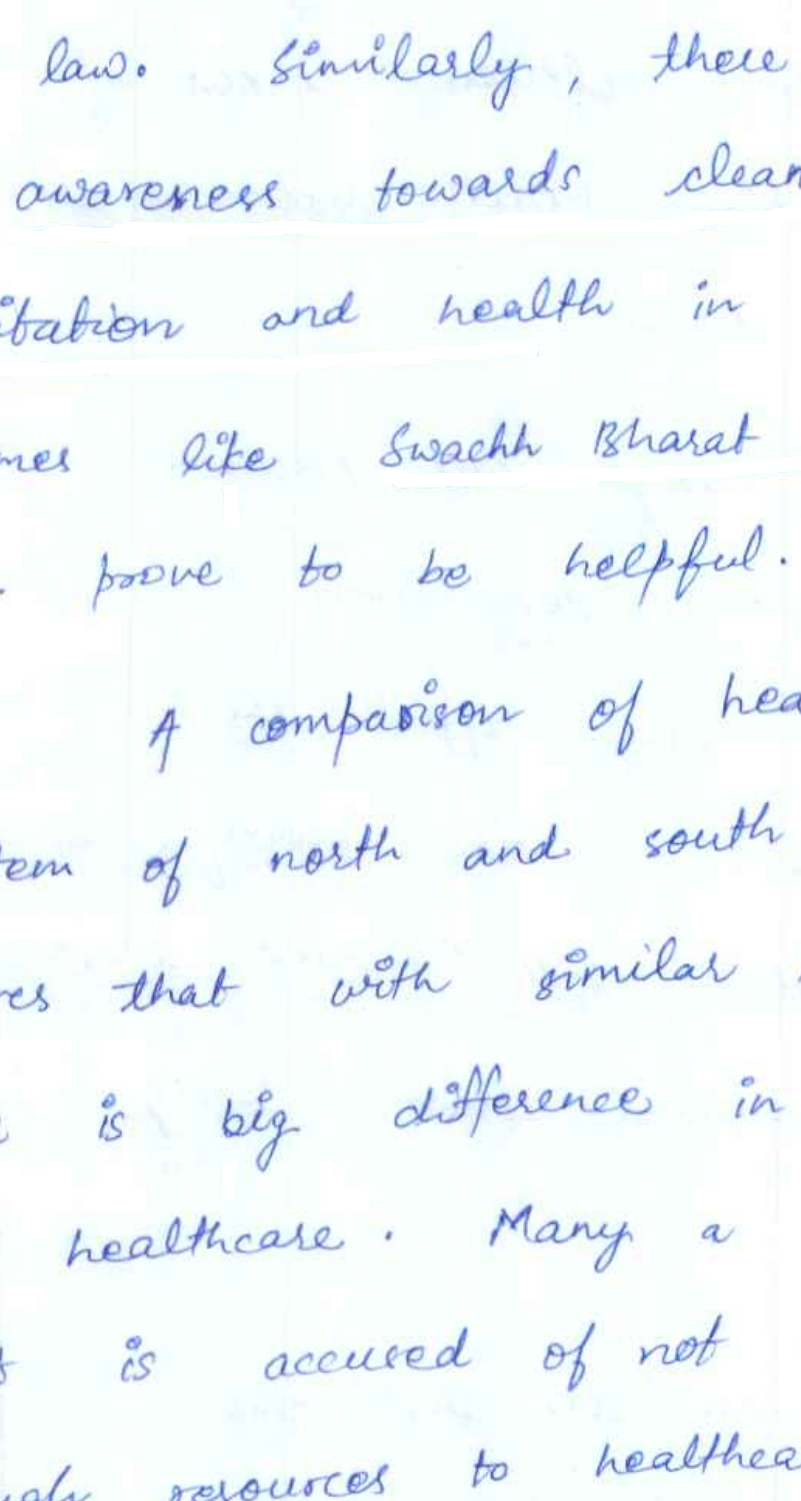 law. Similarly, there
awareness towards clean
itation and health in
mes like Swachh Bharat
prove to be helpful.
A comparison of hea
tem of north and south
res that with similar
is big difference in
healthcare. Many a
is accused of not
resources to healthca